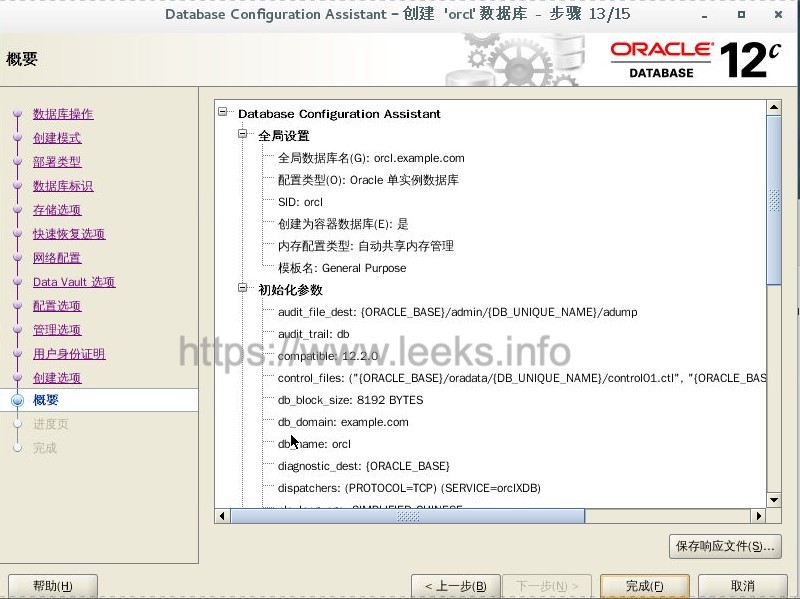 Database Configuration Assistant – 创建 'orcl' 数据库 - 步骤 13/15
概要
ORACLE
DATABASE
12c
数据库操作
创建模式
部署类型
数据库标识
存储选项
快速恢复选项
网络配置
Data Vault 选项
配置选项
管理选项
用户身份证明
创建选项
概要
进度页
完成
Database Configuration Assistant
全局设置
全局数据库名(G): orcl.example.com
配置类型(O): Oracle 单实例数据库
SID: orcl
创建为容器数据库(E): 是
内存配置类型: 自动共享内存管理
模板名: General Purpose
初始化参数
audit_file_dest: {ORACLE_BASE}/admin/{DB_UNIQUE_NAME}/adump
audit_trail: db
https://www.leeks.info
compatible: 12.2.0
control_files: ("{ORACLE_BASE}/oradata/{DB_UNIQUE_NAME}/control01.ctl", "{ORACLE_BAS
db_block_size: 8192 BYTES
db_domain: example.com
db_name: orcl
diagnostic_dest: {ORACLE_BASE}
dispatchers: (PROTOCOL=TCP) (SERVICE=orclXDB)
保存响应文件(S)...
帮助(H)
< 上一步(B)
下一步(N) >
完成(F)
取消